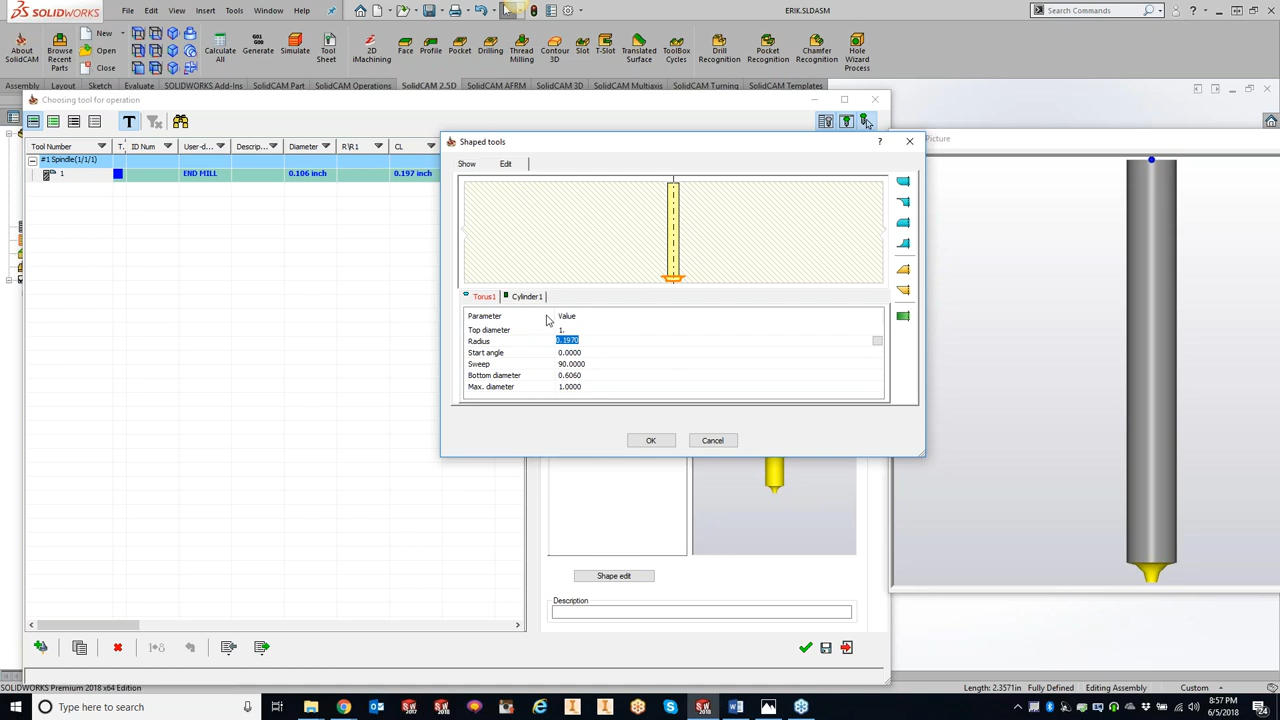 SOLIDWORKS
File Edit View Insert Tools Window Help
ERIK.SLDASM
Search Commands
About SolidCAM
Browse Recent Parts
New
Open
Close
Calculate All
G01 G00
Generate
Simulate
Tool Sheet
2D iMachining
Face
Profile
Pocket
Drilling
Thread Milling
Contour 3D
Slot
T-Slot
Translated Surface
ToolBox Cycles
Drill Recognition
Pocket Recognition
Chamfer Recognition
Hole Wizard Process
Assembly Layout Sketch Evaluate SOLIDWORKS Add-Ins SolidCAM Part SolidCAM Operations SolidCAM 2.5D SolidCAM AFRM SolidCAM 3D SolidCAM Multiaxis SolidCAM Turning SolidCAM Templates
Choosing tool for operation
T
Tool Number T. ID Num User-d... Descrip... Diameter R\R1 CL
#1 Spindle(1/1/1)
1 END MILL 0.106 inch 0.197 inch
Picture
Shaped tools
?
Show Edit
Torus1 Cylinder1
Parameter Value
Top diameter 1.
Radius 0.1970
Start angle 0.0000
Sweep 90.0000
Bottom diameter 0.6060
Max. diameter 1.0000
OK Cancel
Shape edit
Description
SOLIDWORKS Premium 2018 x64 Edition
Length: 2.3571in Fully Defined Editing Assembly Custom
Type here to search
8:57 PM
6/5/2018